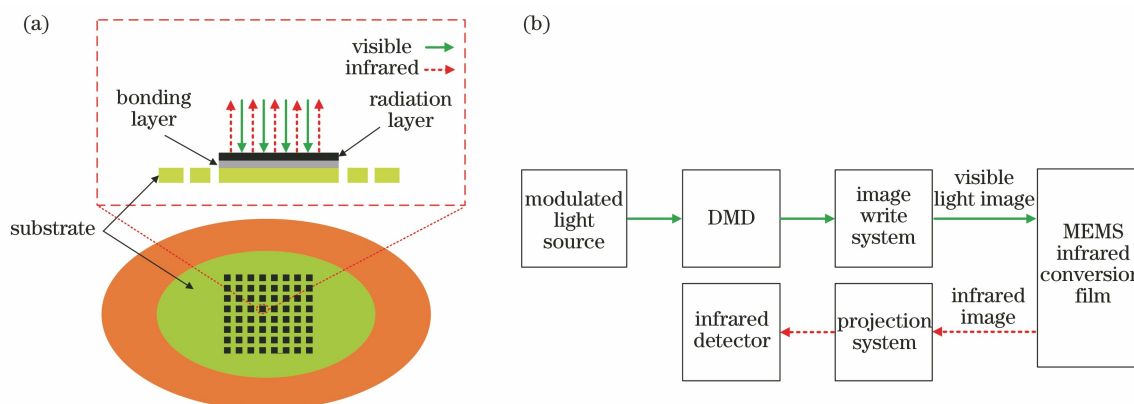 (a)
visible
infrared
bonding
layer
radiation
layer
substrate
(b)
modulated
light
source
DMD
image
write
system
visible
light image
MEMS
infrared
conversion
film
infrared
image
projection
system
infrared
detector